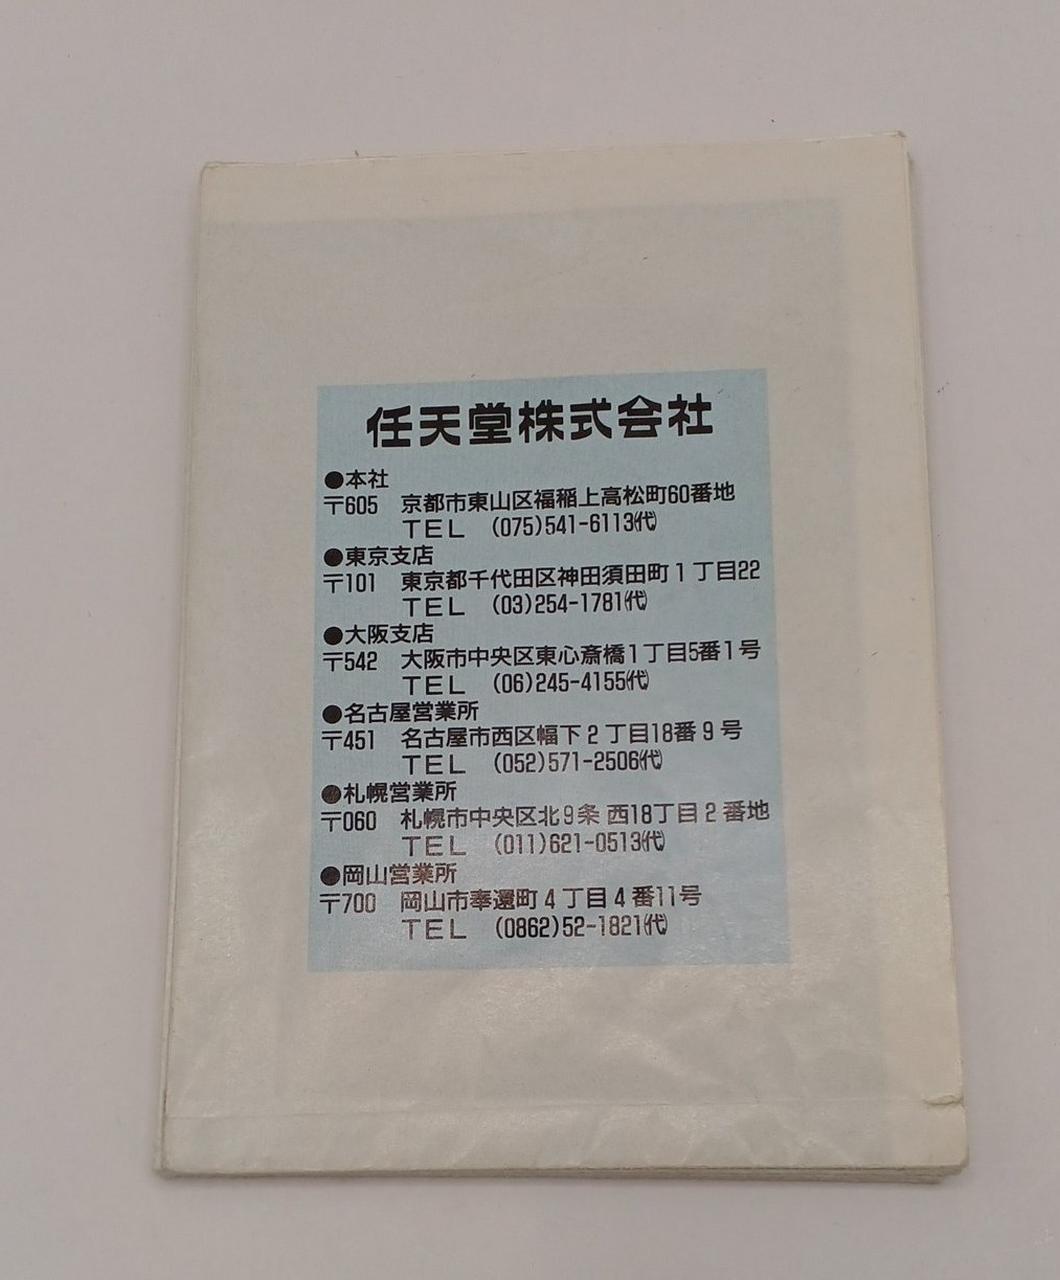 任天堂株式会社
●本社
〒605 京都市東山区福稲上高松町60番地
TEL (075)541-6113㈹
●東京支店
〒101 東京都千代田区神田須田町1丁目22
TEL (03)254-1781㈹
●大阪支店
〒542 大阪市中央区東心斎橋1丁目5番1号
TEL (06)245-4155㈹
●名古屋営業所
〒451 名古屋市西区幅下2丁目18番9号
TEL (052)571-2506㈹
●札幌営業所
〒060 札幌市中央区北9条 西18丁目2番地
TEL (011)621-0513㈹
●岡山営業所
〒700 岡山市奉還町4丁目4番11号
TEL (0862)52-1821㈹